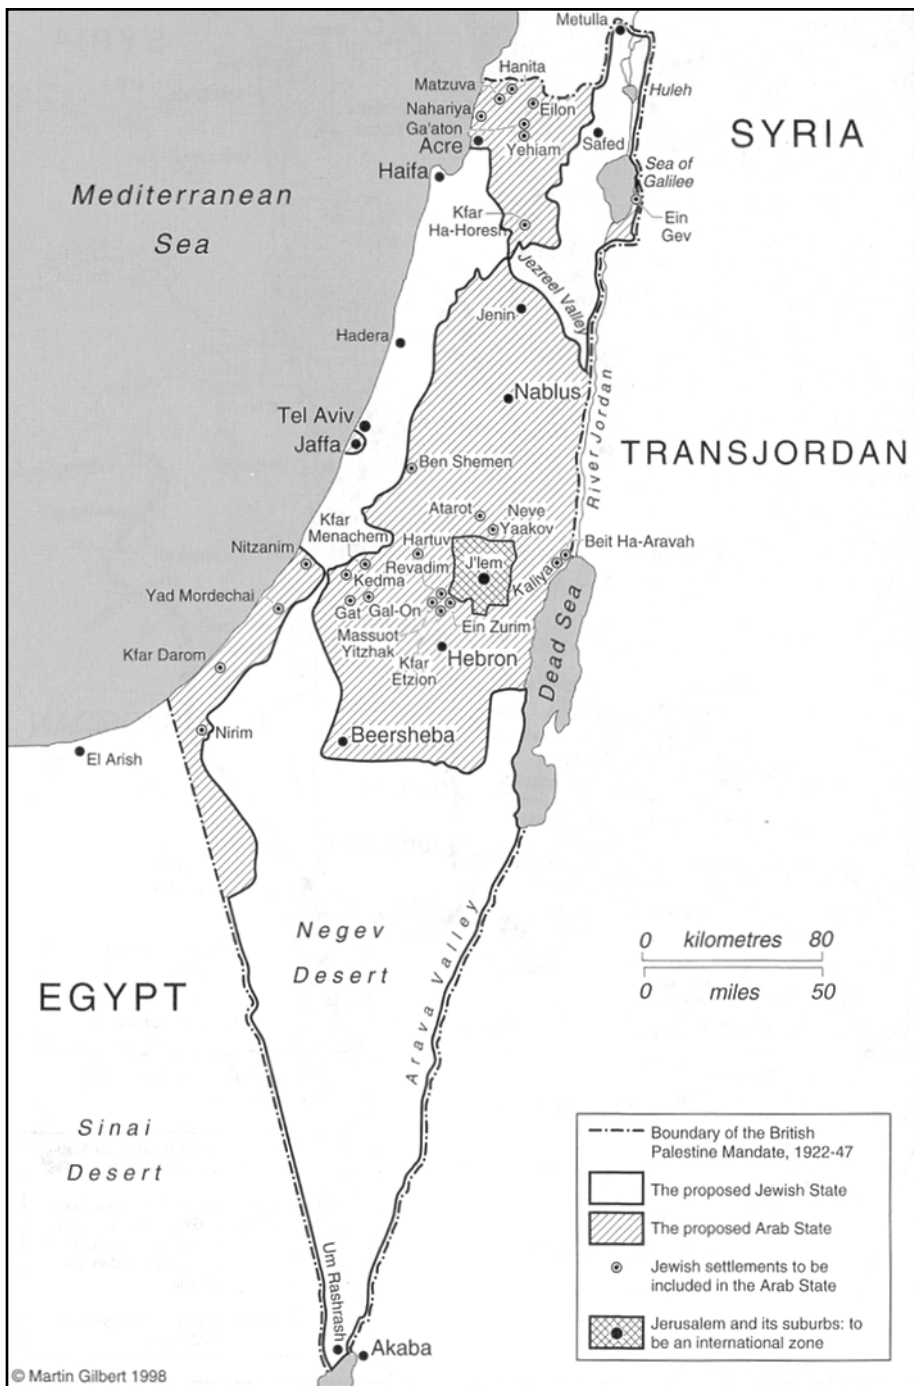 Metulla
Hanita
Matzuva
Huleh
Nahariya
Eilon
Ga'aton
Acre
Yehiam
Safed
SYRIA
Haifa
Sea of
Galilee
Mediterranean
Sea
Kfar
Ha-Horesh
Ein
Gev
Jezreel Valley
Jenin
Hadera
Nablus
Tel Aviv
Jaffa
River Jordan
TRANSJORDAN
Ben Shemen
Atarot
Neve
Yaakov
Kfar
Menachem
Nitzanim
Hartuv
Beit Ha-Aravah
Revadim
J'lem
Kaliya
Kedma
Yad Mordechai
Gat
Gal-On
Ein Zurim
Massuot
Yitzhak
Dead Sea
Kfar Darom
Kfar
Etzion
Hebron
Nirim
Beersheba
El Arish
Negev
Desert
Arava Valley
0 kilometres 80
0 miles 50
EGYPT
Sinai
Desert
Boundary of the British
Palestine Mandate, 1922-47
The proposed Jewish State
The proposed Arab State
Jewish settlements to be
included in the Arab State
Jerusalem and its suburbs: to
be an international zone
Um Rashrash
Akaba
© Martin Gilbert 1998